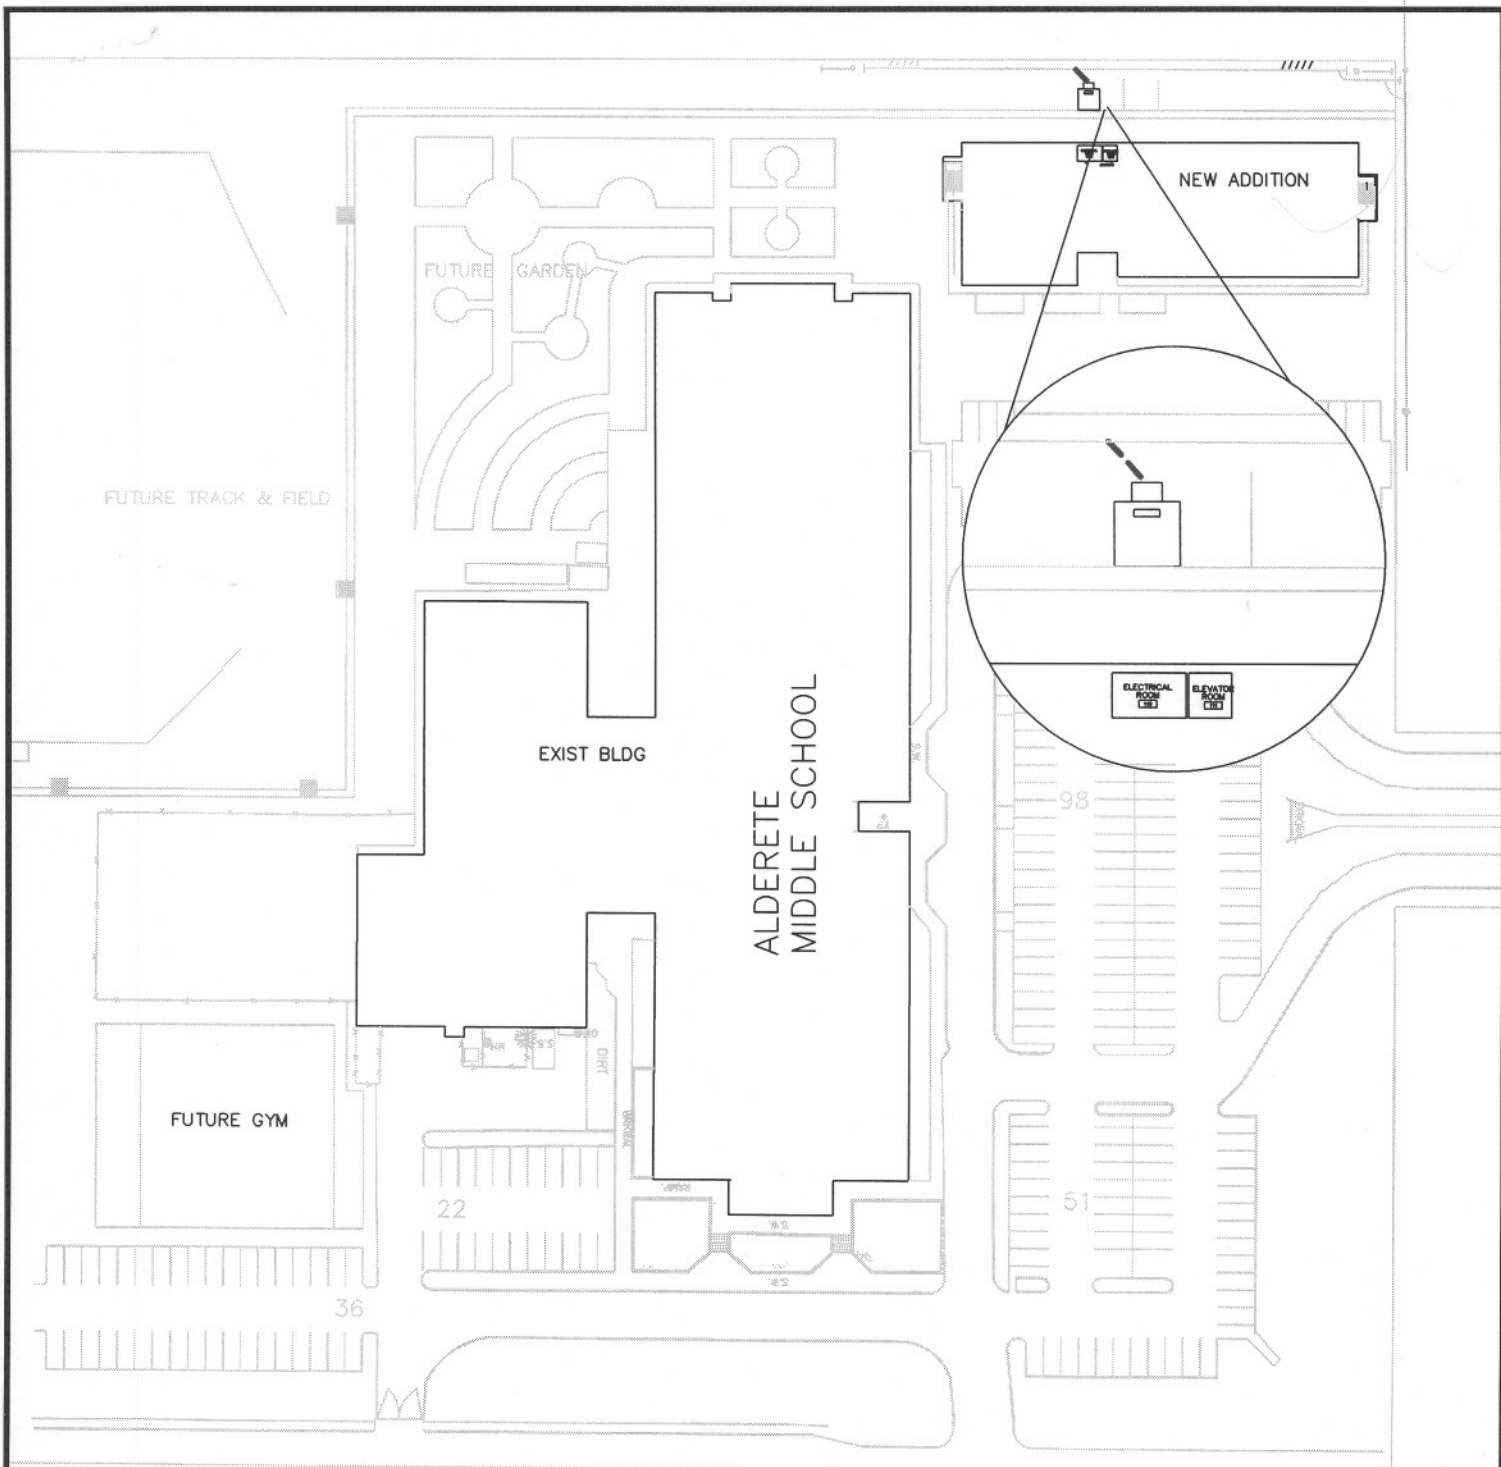 NEW ADDITION
FUTURE GARDEN
FUTURE TRACK & FIELD
ELECTRICAL
ROOM
ELEVATOR
ROOM
EXIST BLDG
ALDERETE
MIDDLE SCHOOL
S.W.
98
DIRT
FUTURE GYM
22
RAMP
S.W.
51
S.W.
36